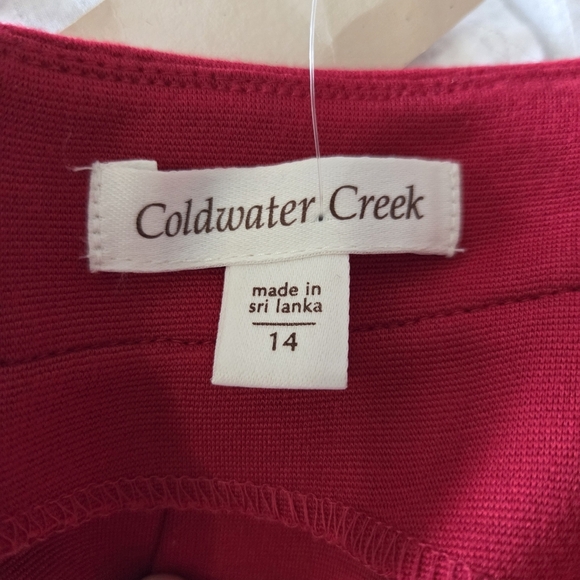 Coldwater.Creek
made in
sri lanka
14